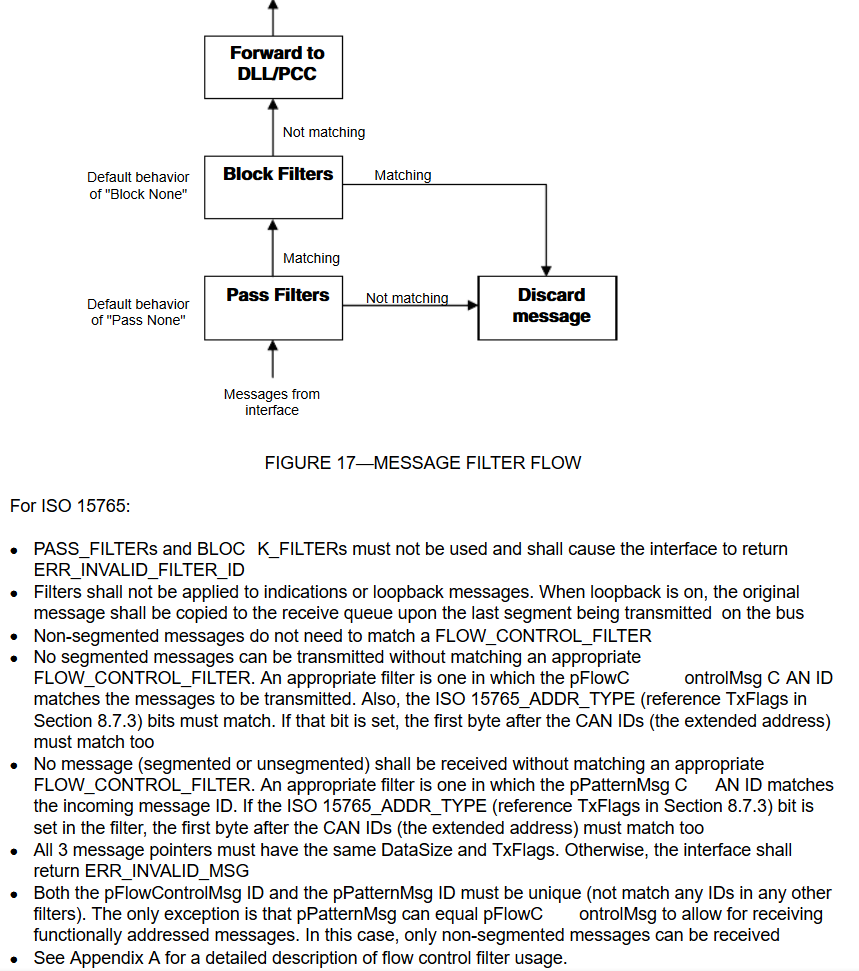 Forward to
DLL/PCC
Not matching
Default behavior
of "Block None"
Block Filters
Matching
Matching
Default behavior
of "Pass None"
Pass Filters
Not matching
Discard
message
Messages from
interface
FIGURE 17—MESSAGE FILTER FLOW
For ISO 15765:
• PASS_FILTERs and BLOC K_FILTERs must not be used and shall cause the interface to return
ERR_INVALID_FILTER_ID
• Filters shall not be applied to indications or loopback messages. When loopback is on, the original
message shall be copied to the receive queue upon the last segment being transmitted on the bus
• Non-segmented messages do not need to match a FLOW_CONTROL_FILTER
• No segmented messages can be transmitted without matching an appropriate
FLOW_CONTROL_FILTER. An appropriate filter is one in which the pFlowC ontrolMsg C AN ID
matches the messages to be transmitted. Also, the ISO 15765_ADDR_TYPE (reference TxFlags in
Section 8.7.3) bits must match. If that bit is set, the first byte after the CAN IDs (the extended address)
must match too
• No message (segmented or unsegmented) shall be received without matching an appropriate
FLOW_CONTROL_FILTER. An appropriate filter is one in which the pPatternMsg C AN ID matches
the incoming message ID. If the ISO 15765_ADDR_TYPE (reference TxFlags in Section 8.7.3) bit is
set in the filter, the first byte after the CAN IDs (the extended address) must match too
• All 3 message pointers must have the same DataSize and TxFlags. Otherwise, the interface shall
return ERR_INVALID_MSG
• Both the pFlowControlMsg ID and the pPatternMsg ID must be unique (not match any IDs in any other
filters). The only exception is that pPatternMsg can equal pFlowC ontrolMsg to allow for receiving
functionally addressed messages. In this case, only non-segmented messages can be received
• See Appendix A for a detailed description of flow control filter usage.